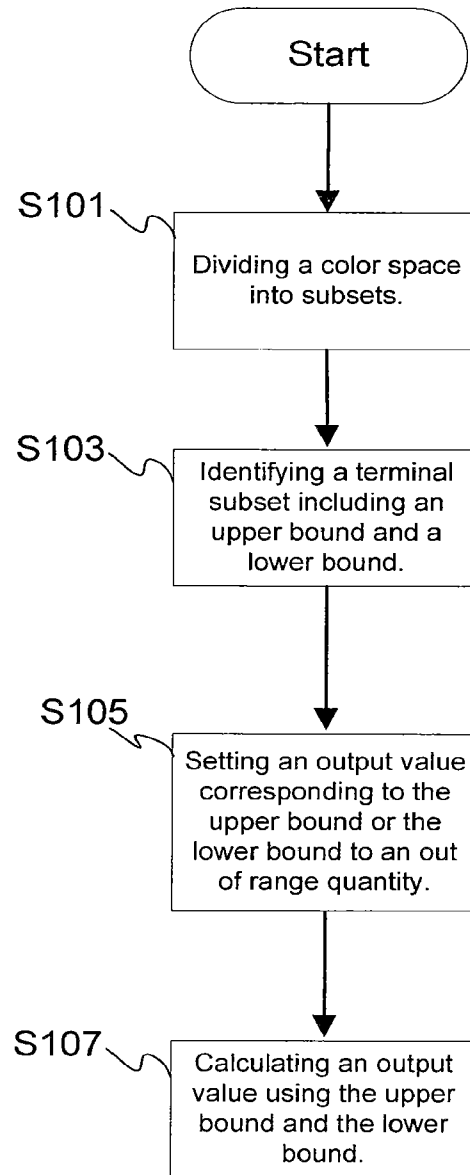 Start
S101
Dividing a color space
into subsets.
S103
Identifying a terminal
subset including an
upper bound and a
lower bound.
S105
Setting an output value
corresponding to the
upper bound or the
lower bound to an out
of range quantity.
S107
Calculating an output
value using the upper
bound and the lower
bound.